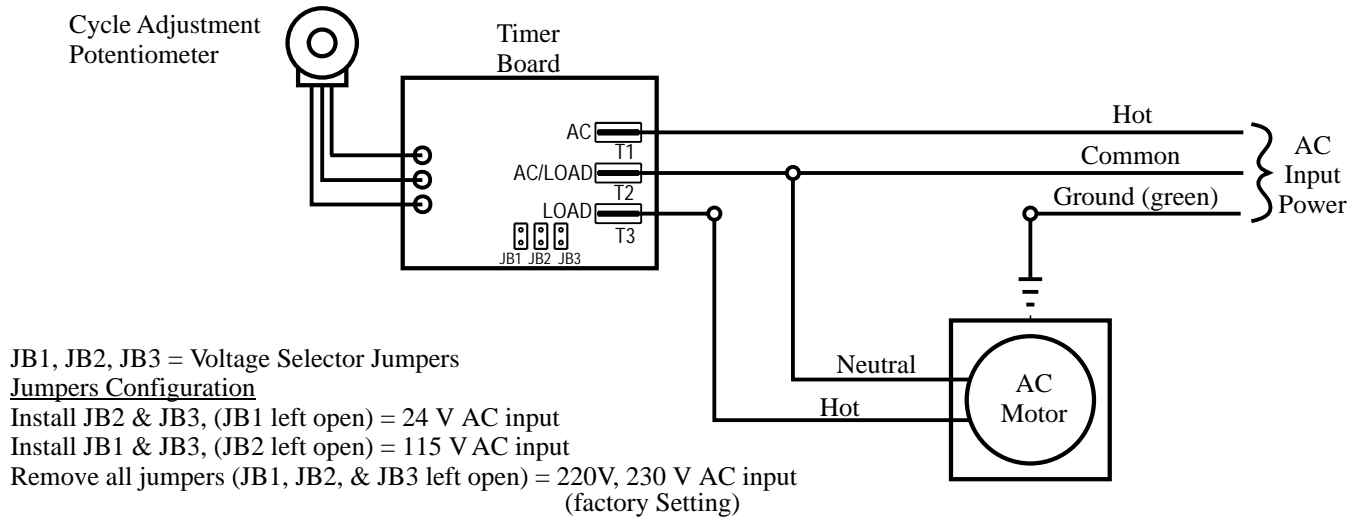 Cycle Adjustment
Potentiometer
Timer
Board
AC
T1
AC/LOAD
T2
LOAD
T3
JB1 JB2 JB3
Hot
Common
Ground (green)
AC
Input
Power
Neutral
Hot
AC
Motor
JB1, JB2, JB3 = Voltage Selector Jumpers
Jumpers Configuration
Install JB2 & JB3, (JB1 left open) = 24 V AC input
Install JB1 & JB3, (JB2 left open) = 115 V AC input
Remove all jumpers (JB1, JB2, & JB3 left open) = 220V, 230 V AC input
(factory Setting)